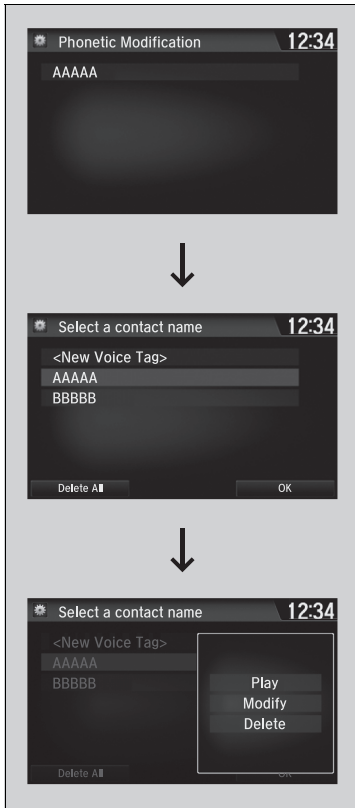 Phonetic Modification 12:34
AAAAA
Select a contact name 12:34
<New Voice Tag>
AAAAA
BBBBB
Delete All OK
Select a contact name 12:34
<New Voice Tag>
AAAAA
BBBBB
Play
Modify
Delete
Delete All OK